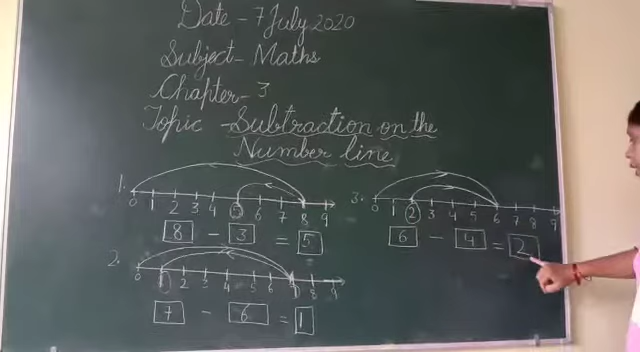 Date - 7 July 2020
Subject - Maths
Chapter - 3
Topic - Subtraction on the
Number line
1. 0 1 2 3 4 5 6 7 8 9
8 - 3 = 5
2. 0 1 2 3 4 5 6 7 8 9
7 - 6 = 1
3. 0 1 2 3 4 5 6 7 8 9
6 - 4 = 2